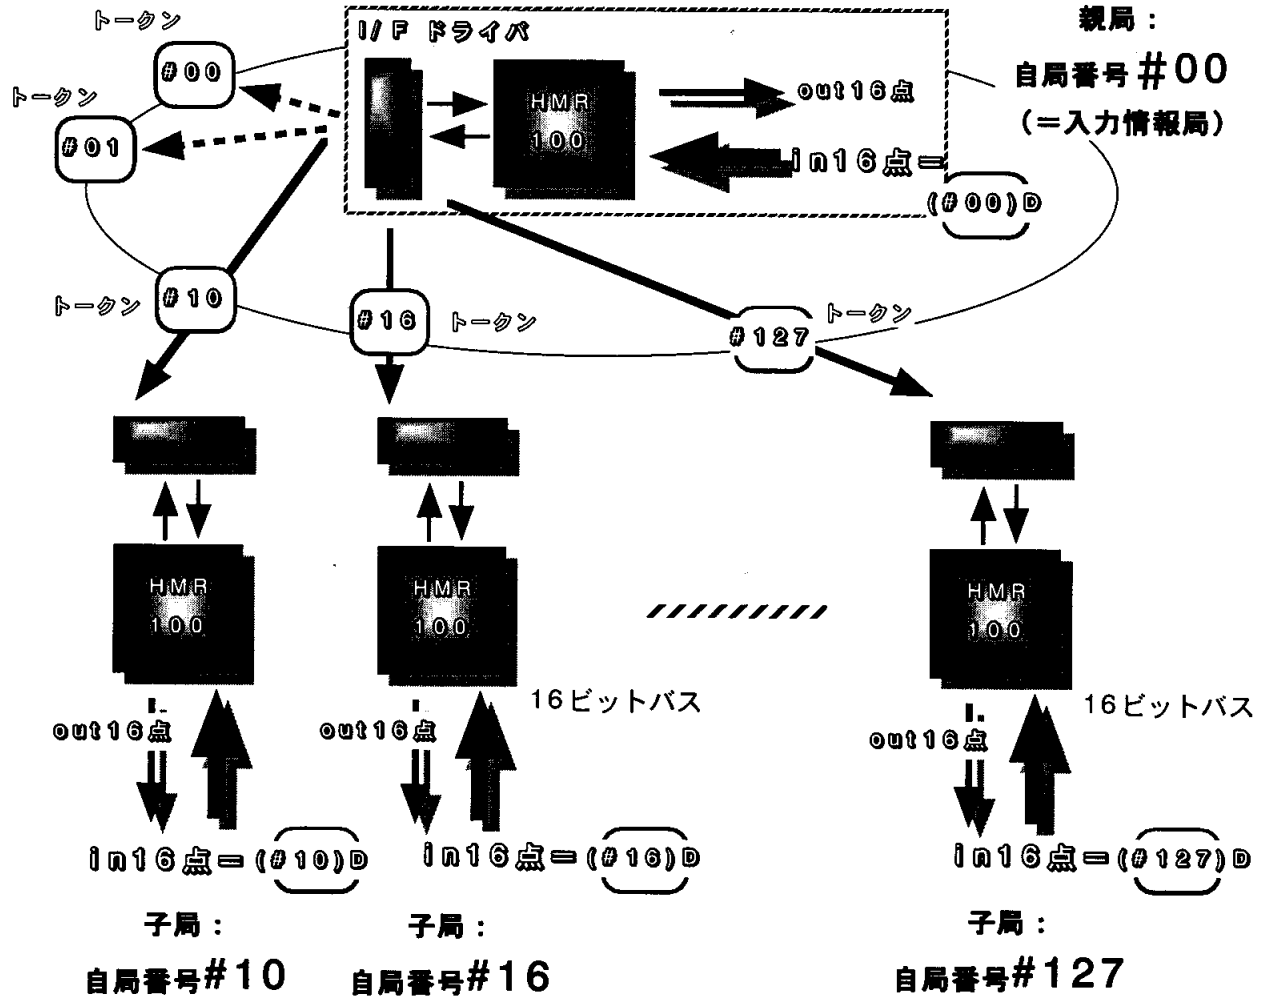 トークン
#00
トークン
#01
I/F ドライバ
HMR
100
out16点
in16点=
(#00)D
親局：
自局番号#00
(=入力情報局)
トークン
#10
#16
トークン
#127
トークン
HMR
100
out16点
in16点=(#10)D
子局：
自局番号#10
HMR
100
16ビットバス
out16点
in16点=(#16)D
子局：
自局番号#16
HMR
100
16ビットバス
out16点
in16点=(#127)D
子局：
自局番号#127